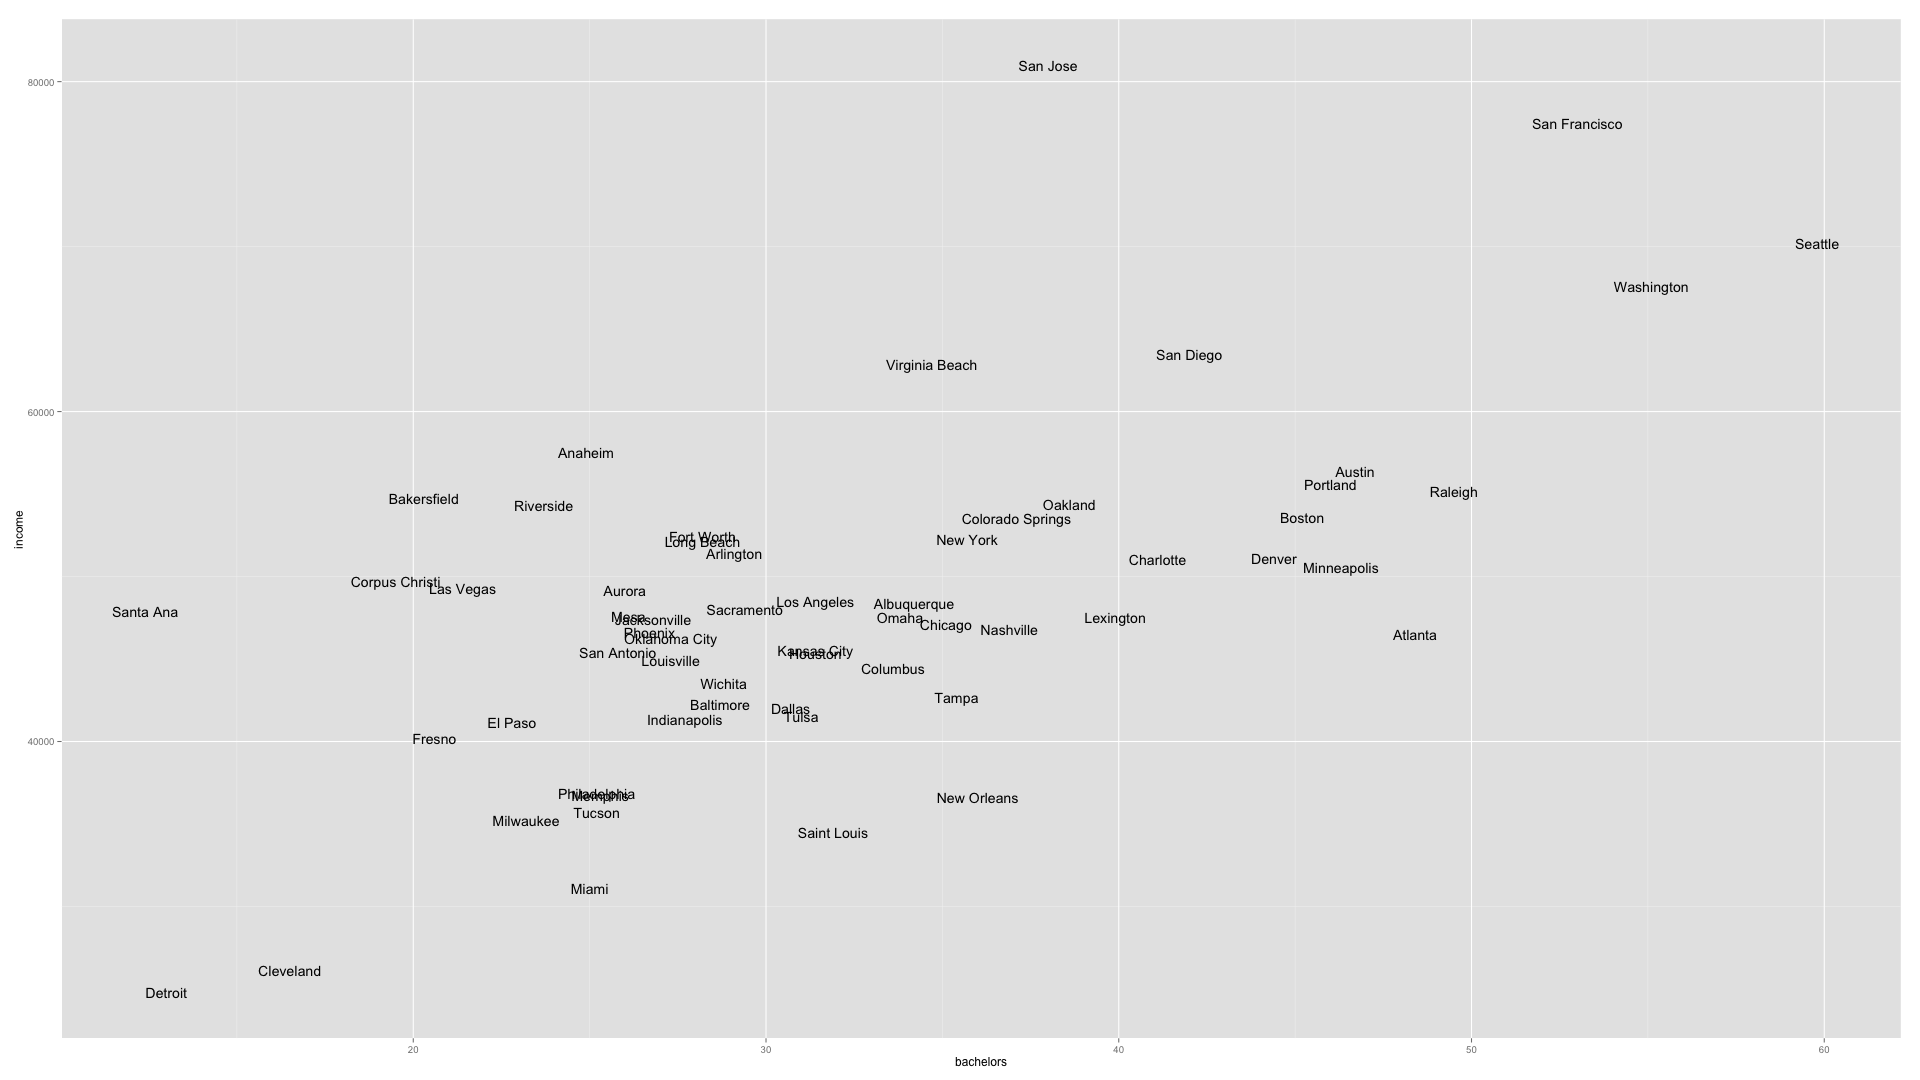 San Jose
80000
San Francisco
Seattle
Washington
San Diego
Virginia Beach
60000
Anaheim
Austin
Portland
Raleigh
Bakersfield
Riverside
Oakland
Boston
Colorado Springs
income
Fort Worth
Long Beach
New York
Arlington
Charlotte
Denver
Minneapolis
Corpus Christi
Las Vegas
Aurora
Los Angeles
Albuquerque
Santa Ana
Sacramento
Mesa
Jacksonville
Omaha
Lexington
Chicago
Nashville
Phoenix
Atlanta
Oklahoma City
San Antonio
Kansas City
Houston
Louisville
Columbus
Wichita
Tampa
Baltimore
Dallas
Tulsa
Indianapolis
El Paso
Fresno
40000
Philadelphia
Memphis
New Orleans
Tucson
Milwaukee
Saint Louis
Miami
Cleveland
Detroit
20
30
40
50
60
bachelors